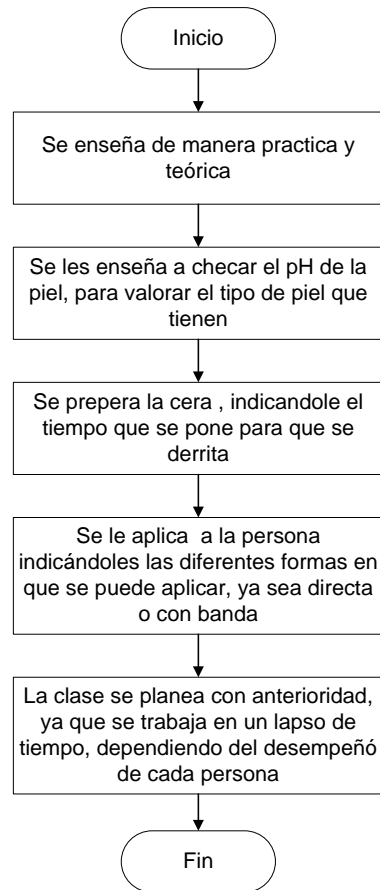 Inicio
Se enseña de manera practica y
teórica
Se les enseña a checar el pH de la
piel, para valorar el tipo de piel que
tienen
Se prepera la cera , indicandole el
tiempo que se pone para que se
derrita
Se le aplica  a la persona
indicándoles las diferentes formas en
que se puede aplicar, ya sea directa
o con banda
La clase se planea con anterioridad,
ya que se trabaja en un lapso de
tiempo, dependiendo del desempeñó
de cada persona
Fin